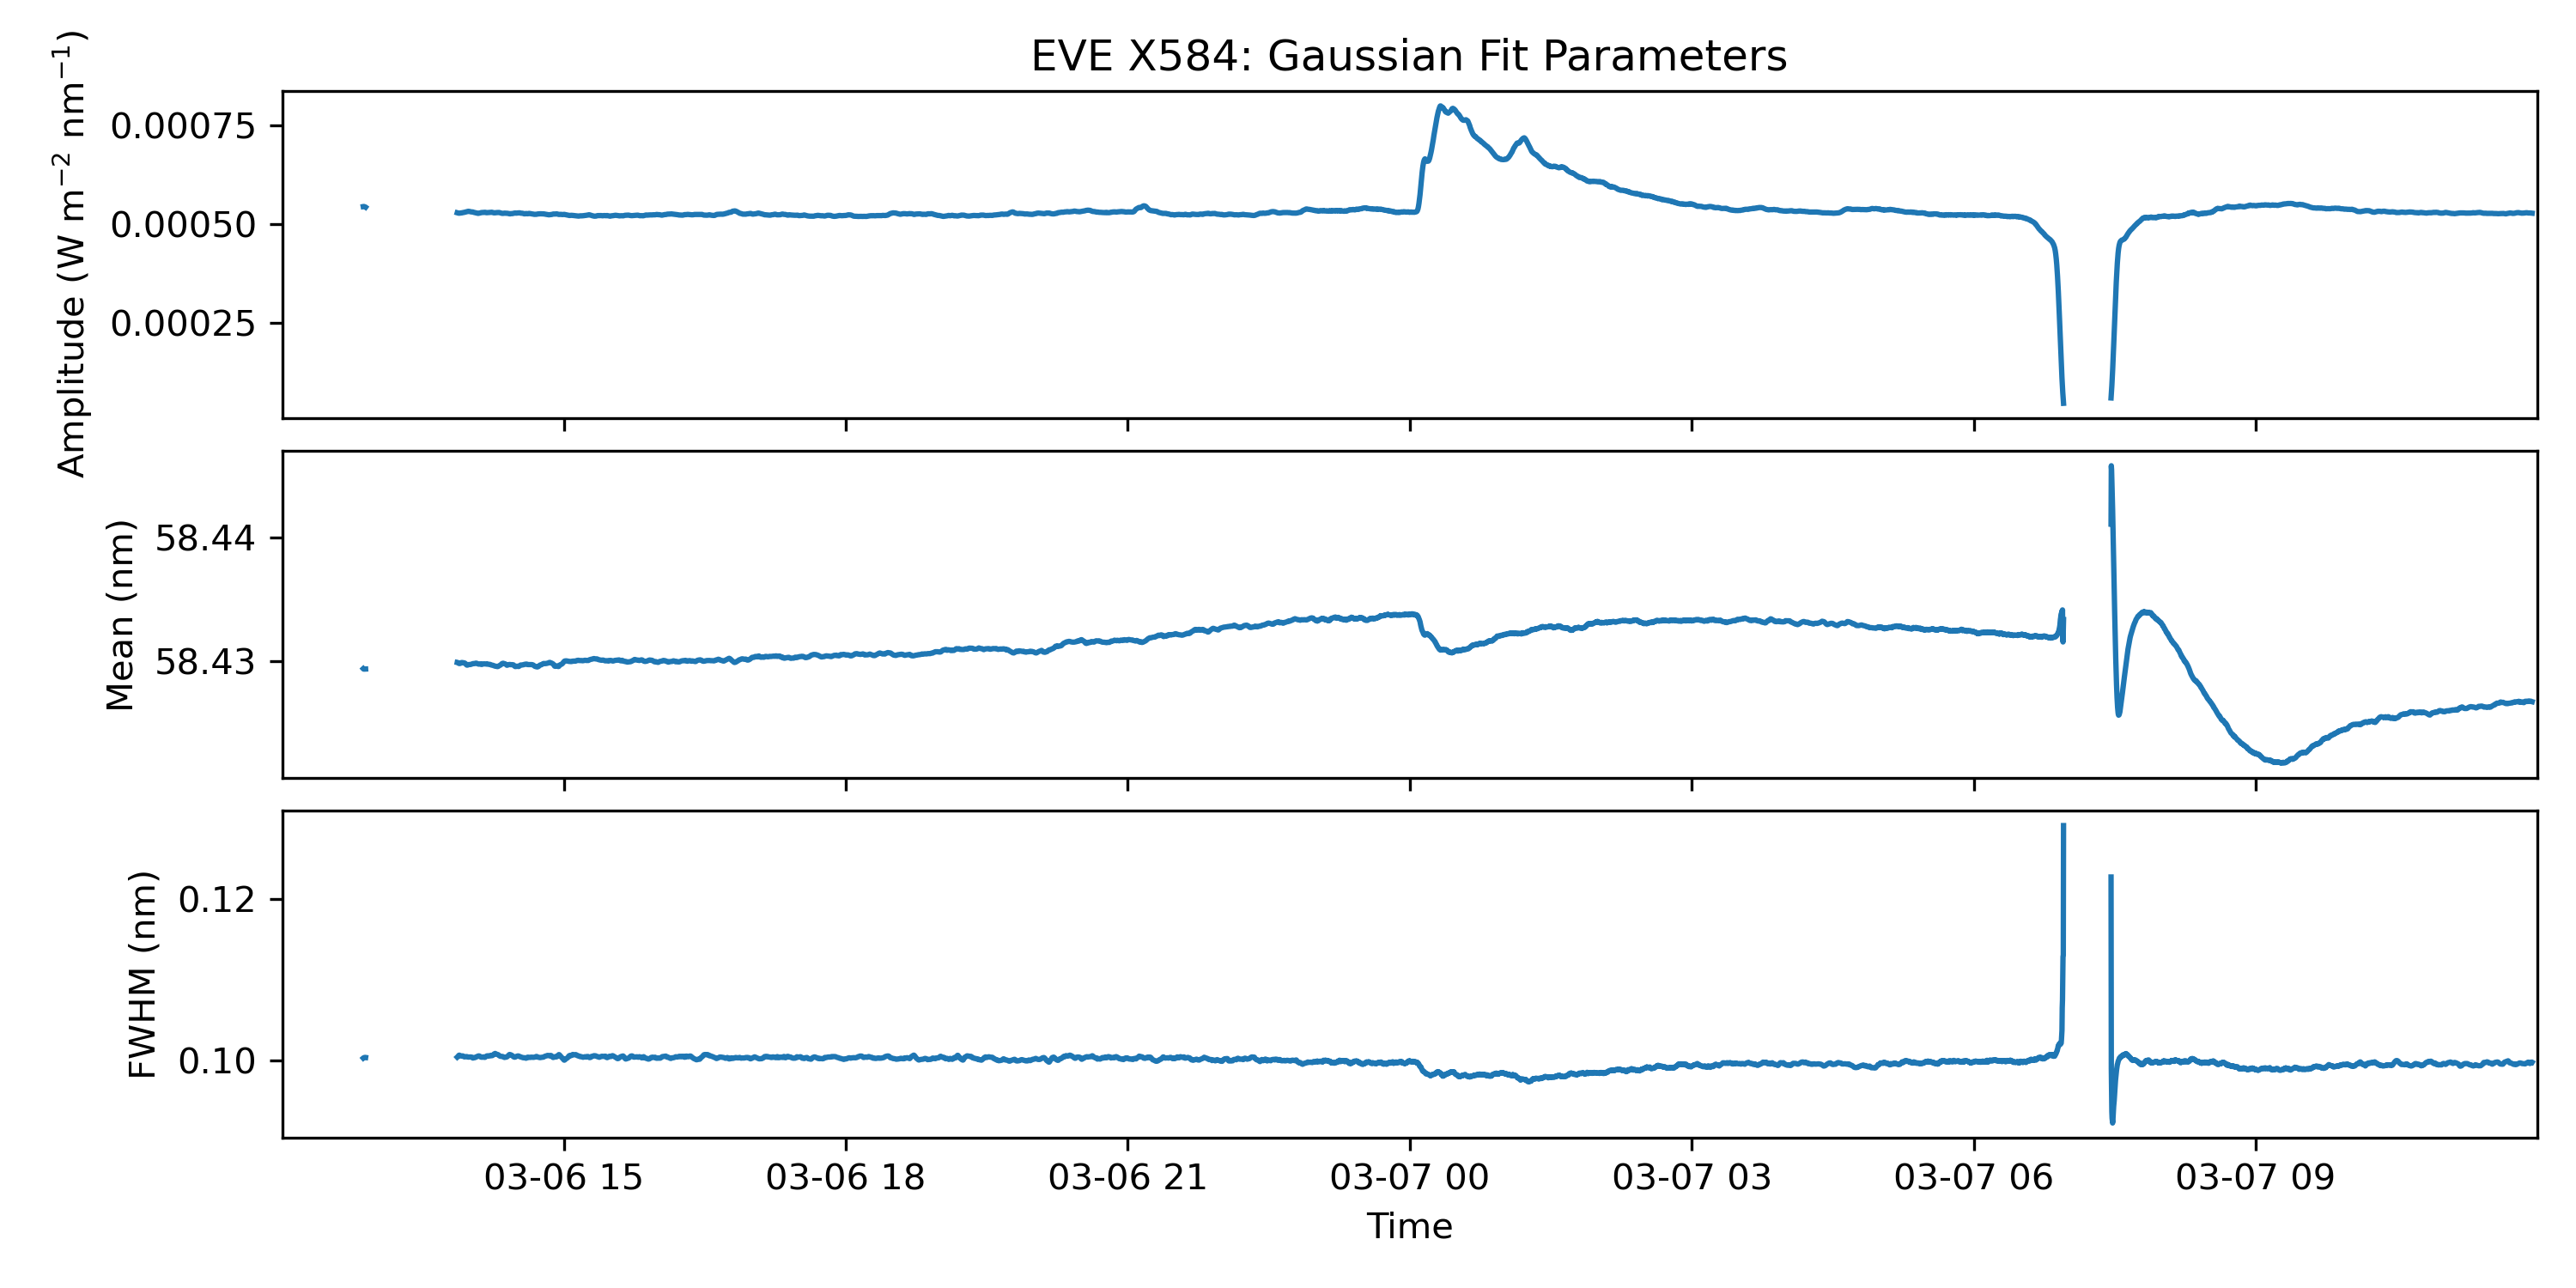 EVE X584: Gaussian Fit Parameters
Amplitude (W m⁻² nm⁻¹)
0.00075
0.00050
0.00025
Mean (nm)
58.44
58.43
FWHM (nm)
0.12
0.10
03-06 15 03-06 18 03-06 21 03-07 00 03-07 03 03-07 06 03-07 09
Time